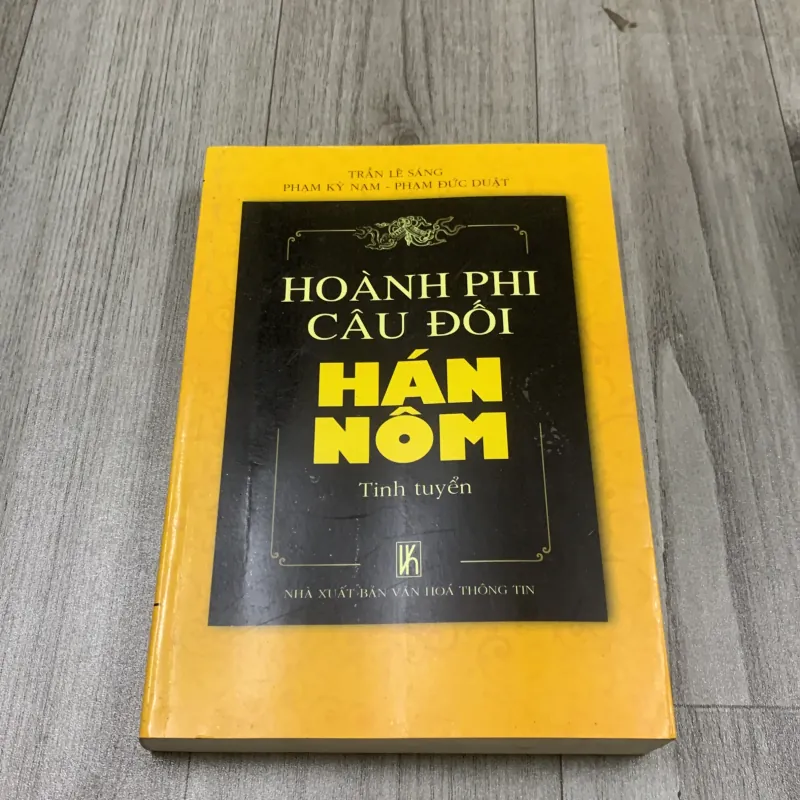 TRẦN LÊ SÁNG
PHẠM KỲ NAM - PHẠM ĐỨC DUẬT
HOÀNH PHI
CÂU ĐỐI
HÁN
NÔM
Tinh tuyển
VK
NHÀ XUẤT BẢN VĂN HOÁ THÔNG TIN